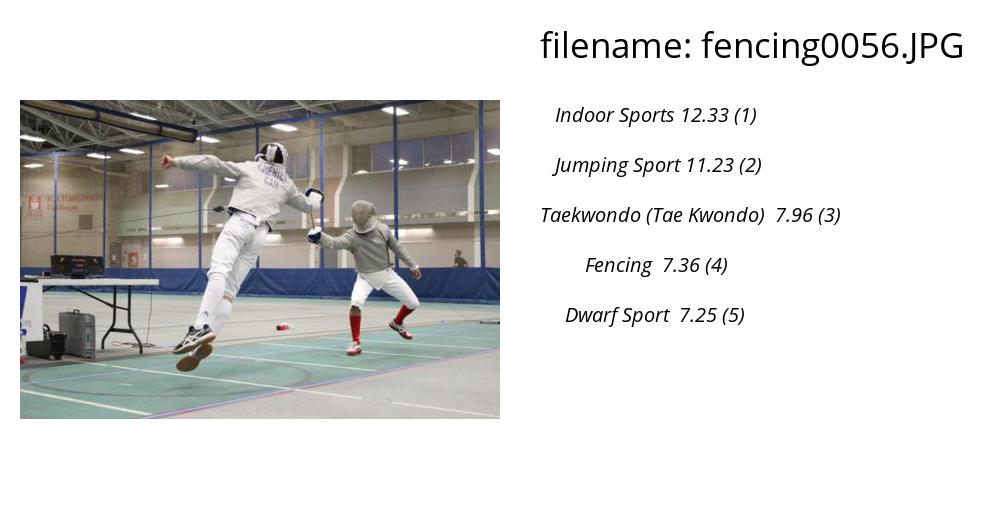 filename: fencing0056.JPG
Indoor Sports 12.33 (1)
Jumping Sport 11.23 (2)
Taekwondo (Tae Kwondo) 7.96 (3)
Fencing 7.36 (4)
Dwarf Sport 7.25 (5)
CAN